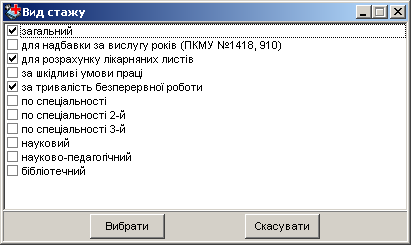 Вид стажу
загальний
для надбавки за вислугу років (ПКМУ №1418, 910)
для розрахунку лікарняних листів
за шкідливі умови праці
за тривалість безперервної роботи
по спеціальності
по спеціальності 2-й
по спеціальності 3-й
науковий
науково-педагогічний
бібліотечний
Вибрати Скасувати